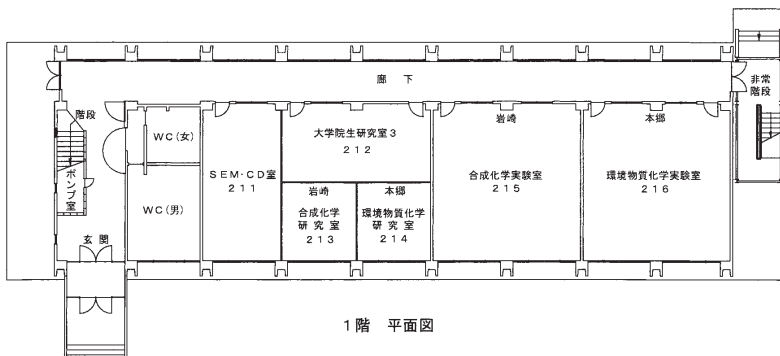 廊下
非常
階段
階段
ポンプ室
玄関
WC(女)
WC(男)
SEM・CD室
211
大学院生研究室3
212
岩崎
合成化学
研究室
213
本郷
環境物質化学
研究室
214
岩崎
合成化学実験室
215
本郷
環境物質化学実験室
216
1階 平面図